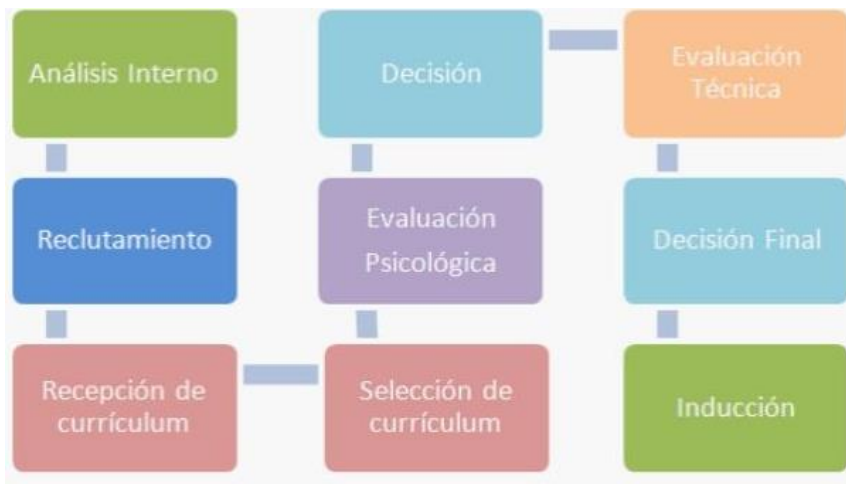 Análisis Interno
Reclutamiento
Recepción de
currículum
Selección de
currículum
Evaluación
Psicológica
Decisión
Evaluación
Técnica
Decisión Final
Inducción